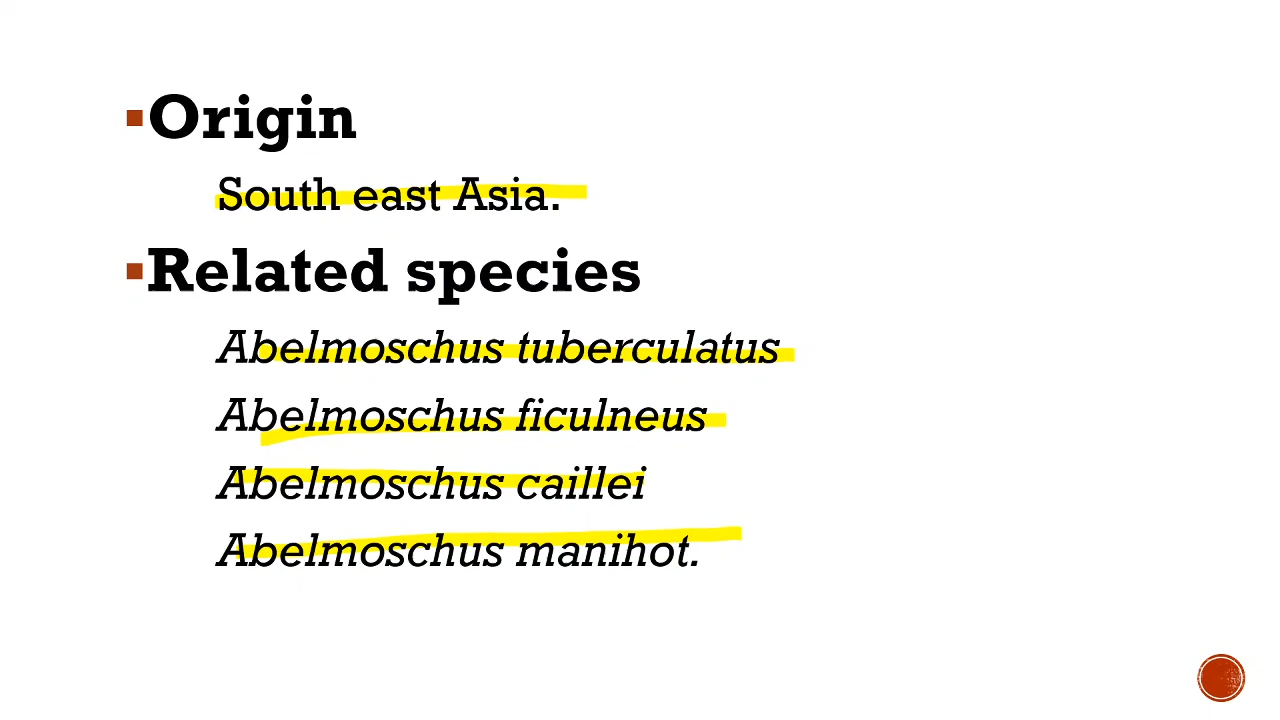 ▪Origin
South east Asia.
▪Related species
Abelmoschus tuberculatus
Abelmoschus ficulneus
Abelmoschus caillei
Abelmoschus manihot.